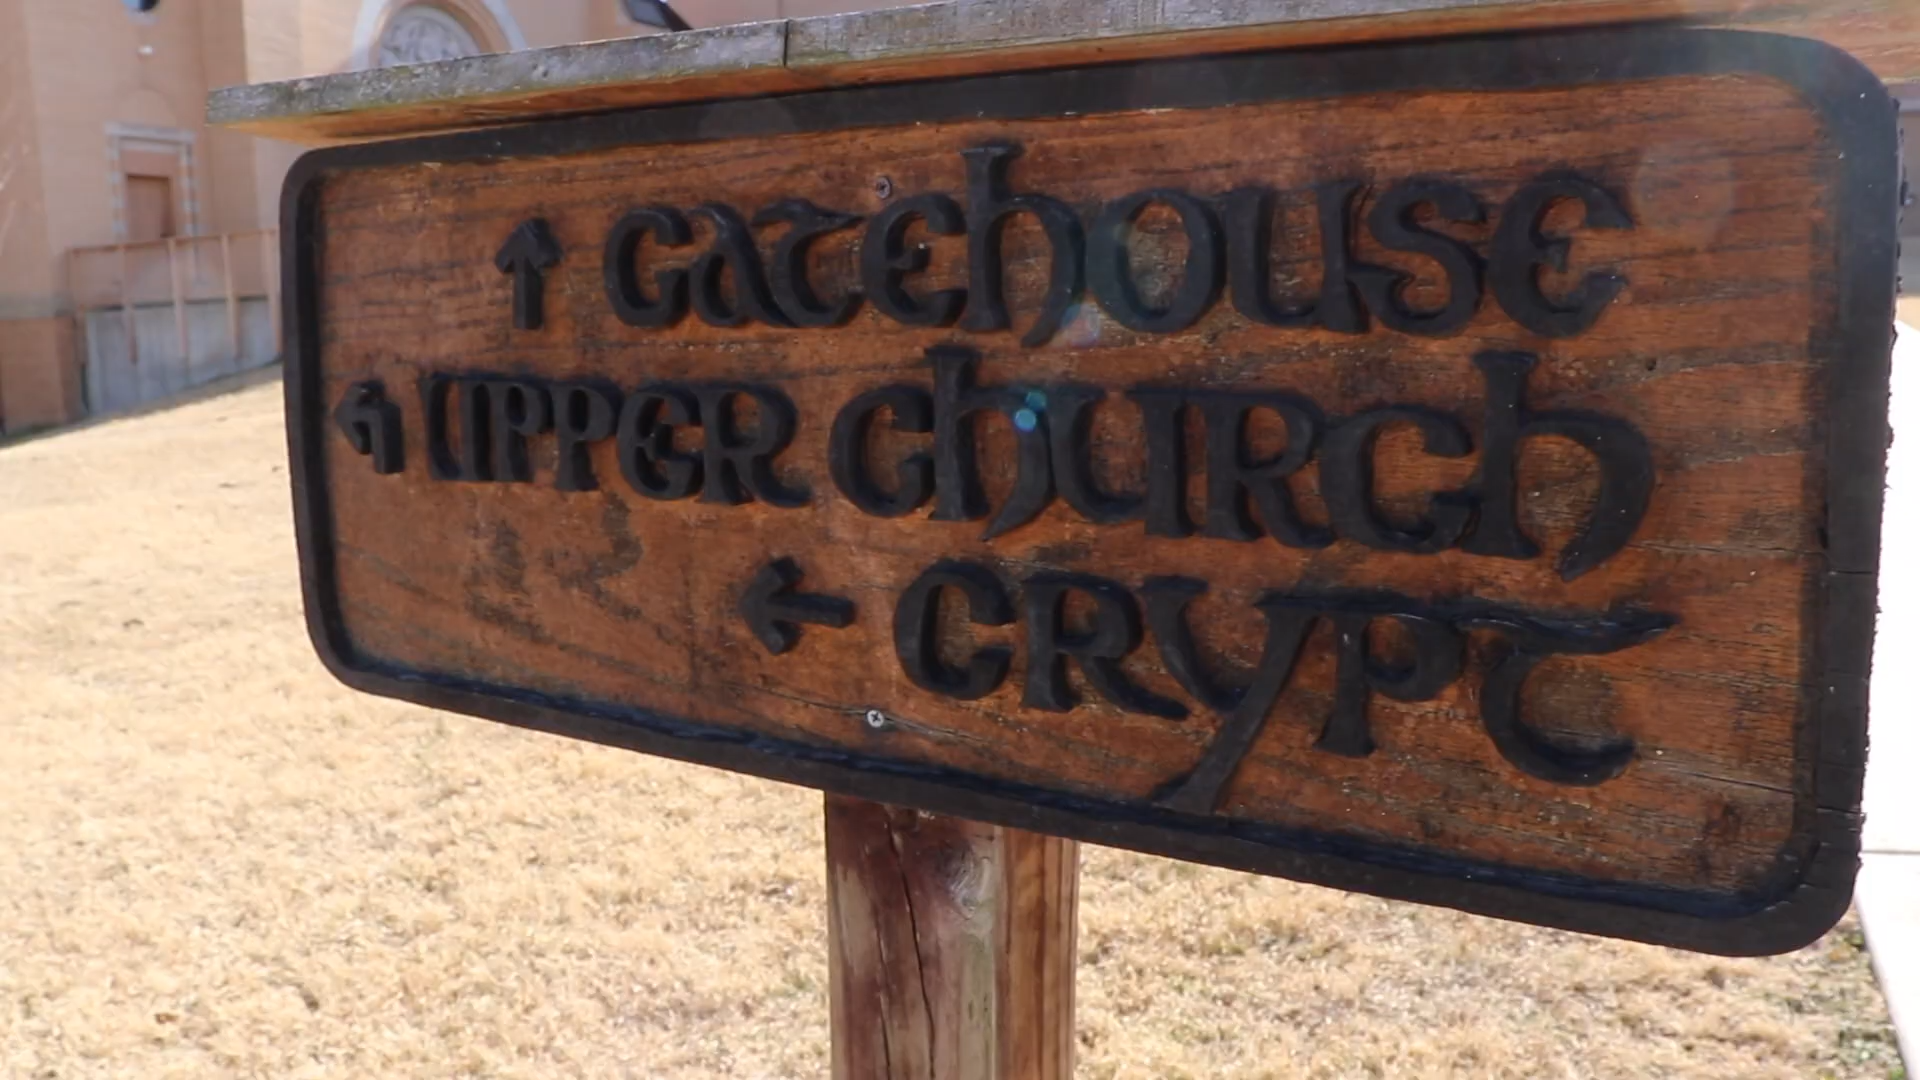 ↑ GATEHOUSE
↰ UPPER CHURCH
← CRYPT